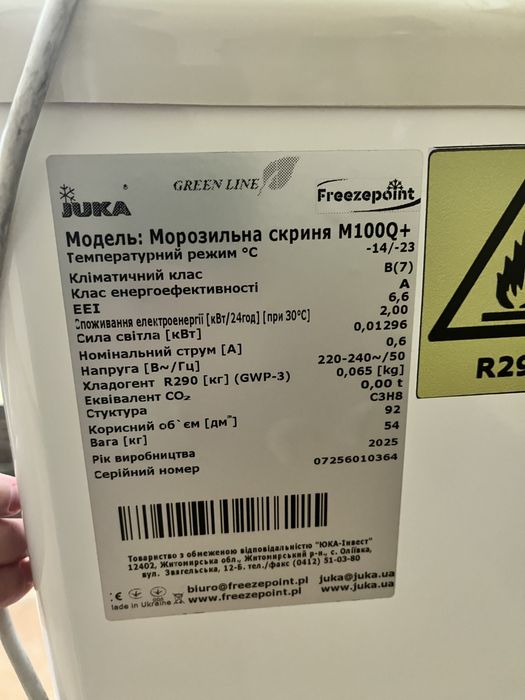 GREEN LINE
JUKA ®
Freezepoint
Модель: Морозильна скриня M100Q+
Температурний режим °C -14/-23
Кліматичний клас B(7)
Клас енергоефективності A
EEI 6,6
Споживання електроенергії [кВт/24год] [при 30°C] 2,00
Сила світла [кВт] 0,01296
Номінальний струм [А] 0,6
Напруга [В~/Гц] 220-240~/50
Хладогент R290 [кг] (GWP-3) 0,065 [kg]
Еквівалент CO₂ 0,00 t
Стуктура C3H8
Корисний об`єм [дм³] 92
Вага [кг] 54
Рік виробництва 2025
Серійний номер 07256010364
Товариство з обмеженою відповідальністю "ЮКА-Інвест"
12402, Житомирська обл., Житомирський р-н., с. Оліївка,
вул. Звягельська, 12-Б. тел./факс (0412) 51-03-80
biuro@freezepoint.pl juka@juka.ua
www.freezepoint.pl www.juka.ua
CE
lade in Ukraine
R29